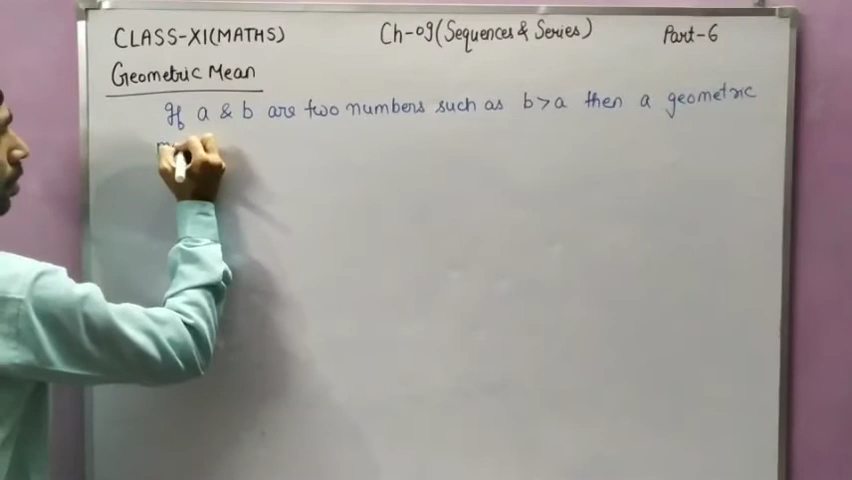 CLASS-XI(MATHS) Ch-09(Sequences & Series) Part-6
Geometric Mean
If a & b are two numbers such as b>a then a geometric
m